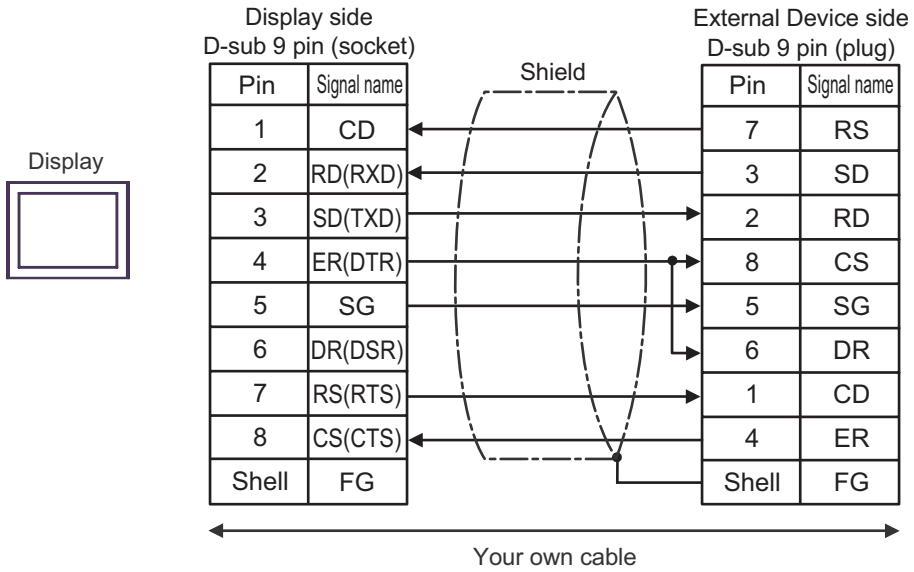 Display side
D-sub 9 pin (socket)
External Device side
D-sub 9 pin (plug)
Shield
Display
Pin Signal name Pin Signal name
1 CD 7 RS
2 RD(RXD) 3 SD
3 SD(TXD) 2 RD
4 ER(DTR) 8 CS
5 SG 5 SG
6 DR(DSR) 6 DR
7 RS(RTS) 1 CD
8 CS(CTS) 4 ER
Shell FG Shell FG
Your own cable